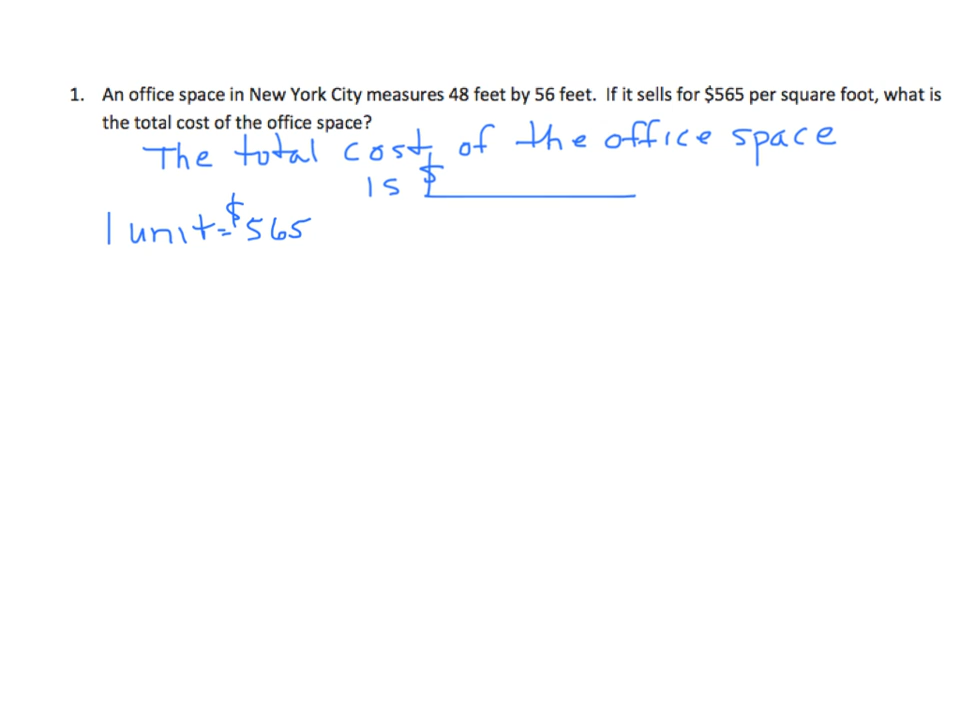 1. An office space in New York City measures 48 feet by 56 feet. If it sells for $565 per square foot, what is
the total cost of the office space?
The total cost of the office space
is $
1 unit=$565